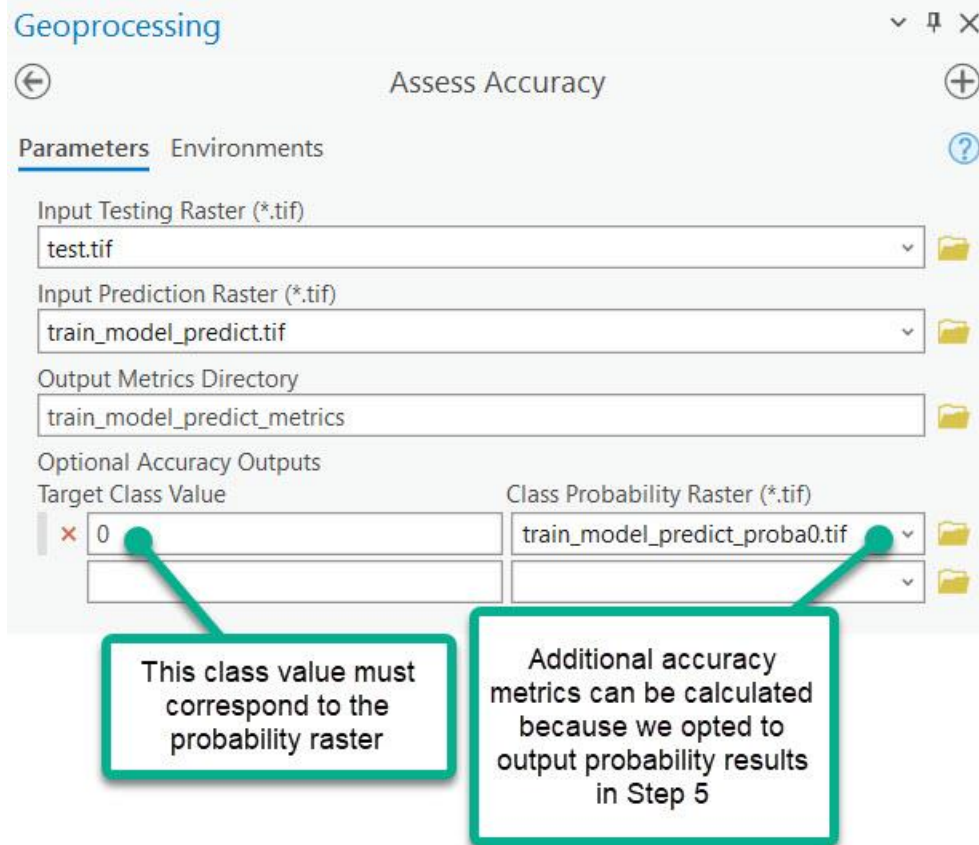 Geoprocessing
Assess Accuracy
Parameters Environments
Input Testing Raster (*.tif)
test.tif
Input Prediction Raster (*.tif)
train_model_predict.tif
Output Metrics Directory
train_model_predict_metrics
Optional Accuracy Outputs
Target Class Value Class Probability Raster (*.tif)
0 train_model_predict_proba0.tif
This class value must
correspond to the
probability raster
Additional accuracy
metrics can be calculated
because we opted to
output probability results
in Step 5